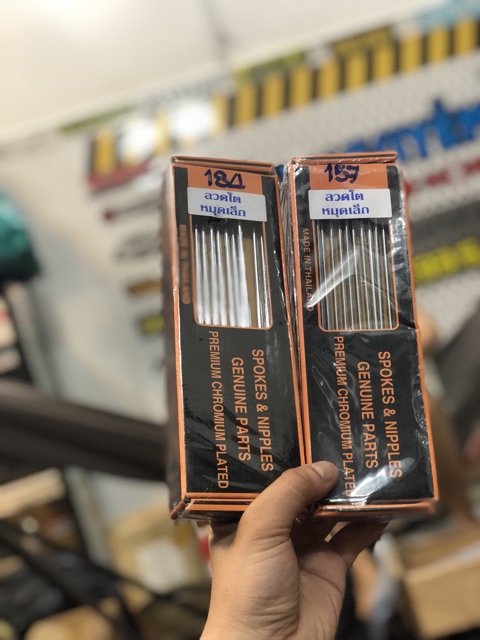 184
ลวดโต
หมุดเล็ก
SPOKES & NIPPLES
GENUINE PARTS
PREMIUM CHROMIUM PLATED
157
ลวดโต
หมุดเล็ก
MADE IN THAILAND
SPOKES & NIPPLES
GENUINE PARTS
PREMIUM CHROMIUM PLATED